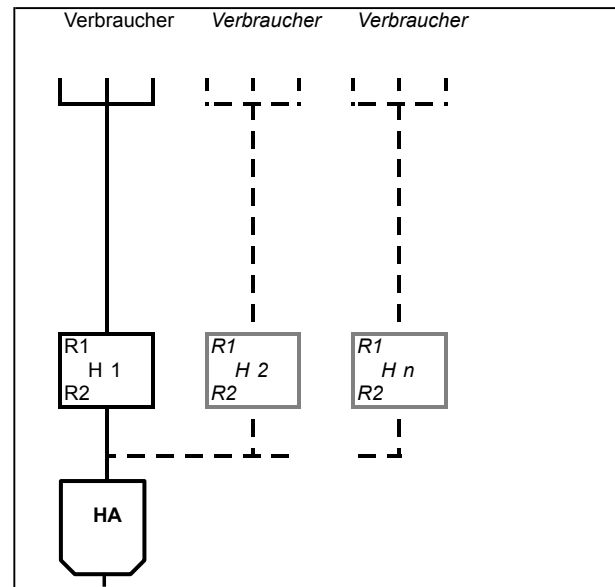 Verbraucher Verbraucher Verbraucher
R1 R1 R1
H 1 H 2 H n
R2 R2 R2
HA